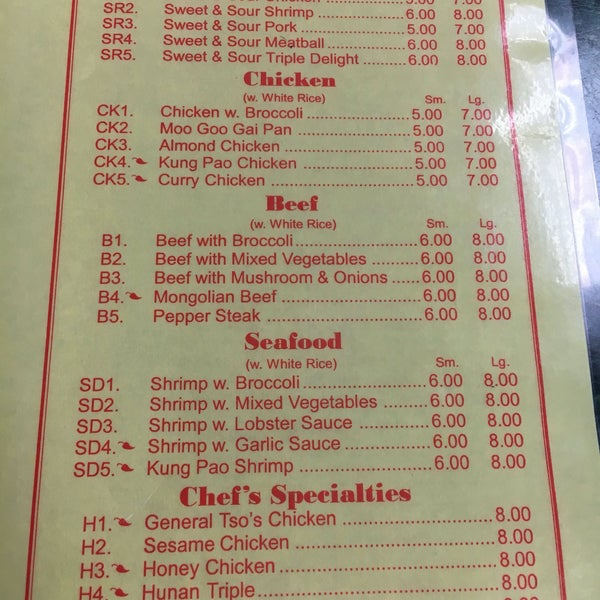 5.00 7.00
SR2. Sweet & Sour Shrimp ........ 6.00 8.00
SR3. Sweet & Sour Pork ........ 5.00 7.00
SR4. Sweet & Sour Meatball ........ 6.00 8.00
SR5. Sweet & Sour Triple Delight ........ 6.00 8.00
Chicken
(w. White Rice) Sm. Lg.
CK1. Chicken w. Broccoli ........ 5.00 7.00
CK2. Moo Goo Gai Pan ........ 5.00 7.00
CK3. Almond Chicken ........ 5.00 7.00
CK4. Kung Pao Chicken ........ 5.00 7.00
CK5. Curry Chicken ........ 5.00 7.00
Beef
(w. White Rice) Sm. Lg.
B1. Beef with Broccoli ........ 6.00 8.00
B2. Beef with Mixed Vegetables ........ 6.00 8.00
B3. Beef with Mushroom & Onions ...... 6.00 8.00
B4. Mongolian Beef ........ 6.00 8.00
B5. Pepper Steak ........ 6.00 8.00
Seafood
(w. White Rice) Sm. Lg.
SD1. Shrimp w. Broccoli ........ 6.00 8.00
SD2. Shrimp w. Mixed Vegetables ........ 6.00 8.00
SD3. Shrimp w. Lobster Sauce ........ 6.00 8.00
SD4. Shrimp w. Garlic Sauce ........ 6.00 8.00
SD5. Kung Pao Shrimp ........ 6.00 8.00
Chef's Specialties
H1. General Tso's Chicken ........ 8.00
H2. Sesame Chicken ........ 8.00
H3. Honey Chicken ........ 8.00
H4. Hunan Triple ........ 8.00